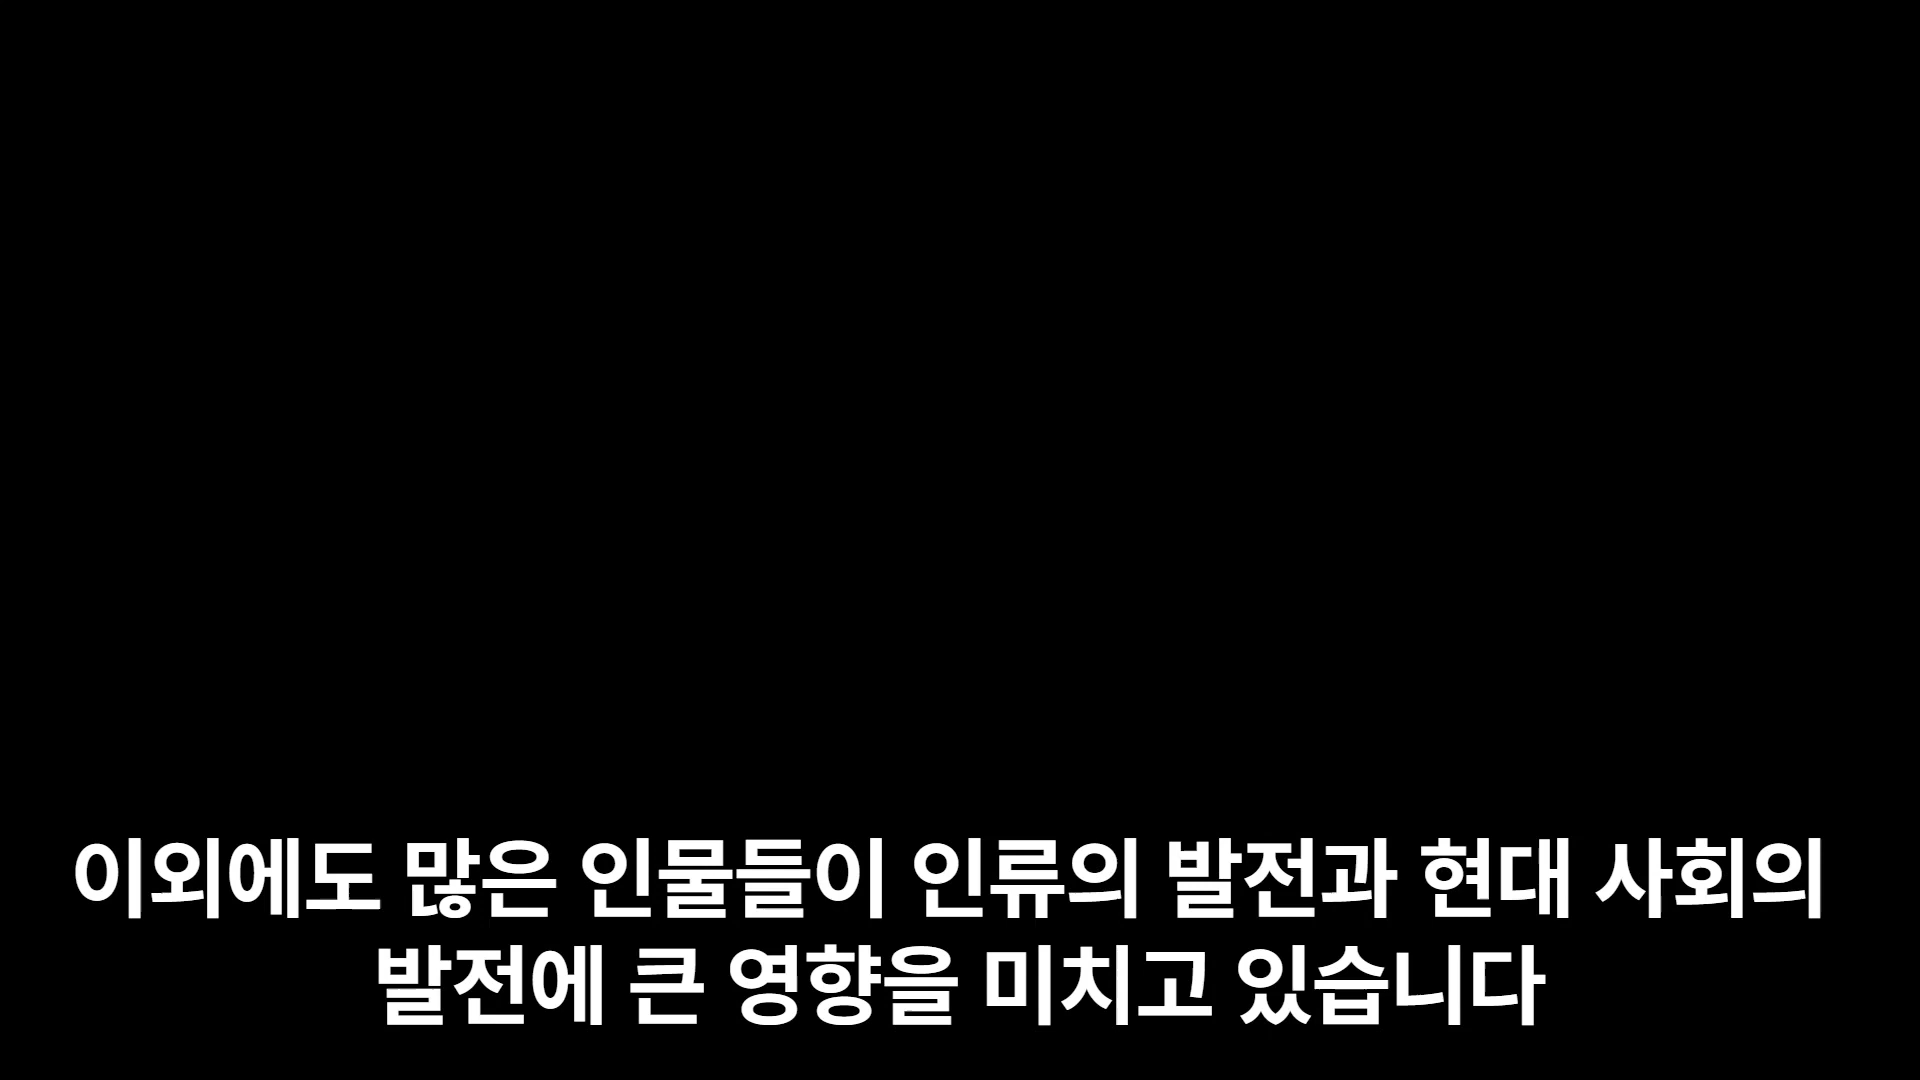 이외에도 많은 인물들이 인류의 발전과 현대 사회의
발전에 큰 영향을 미치고 있습니다